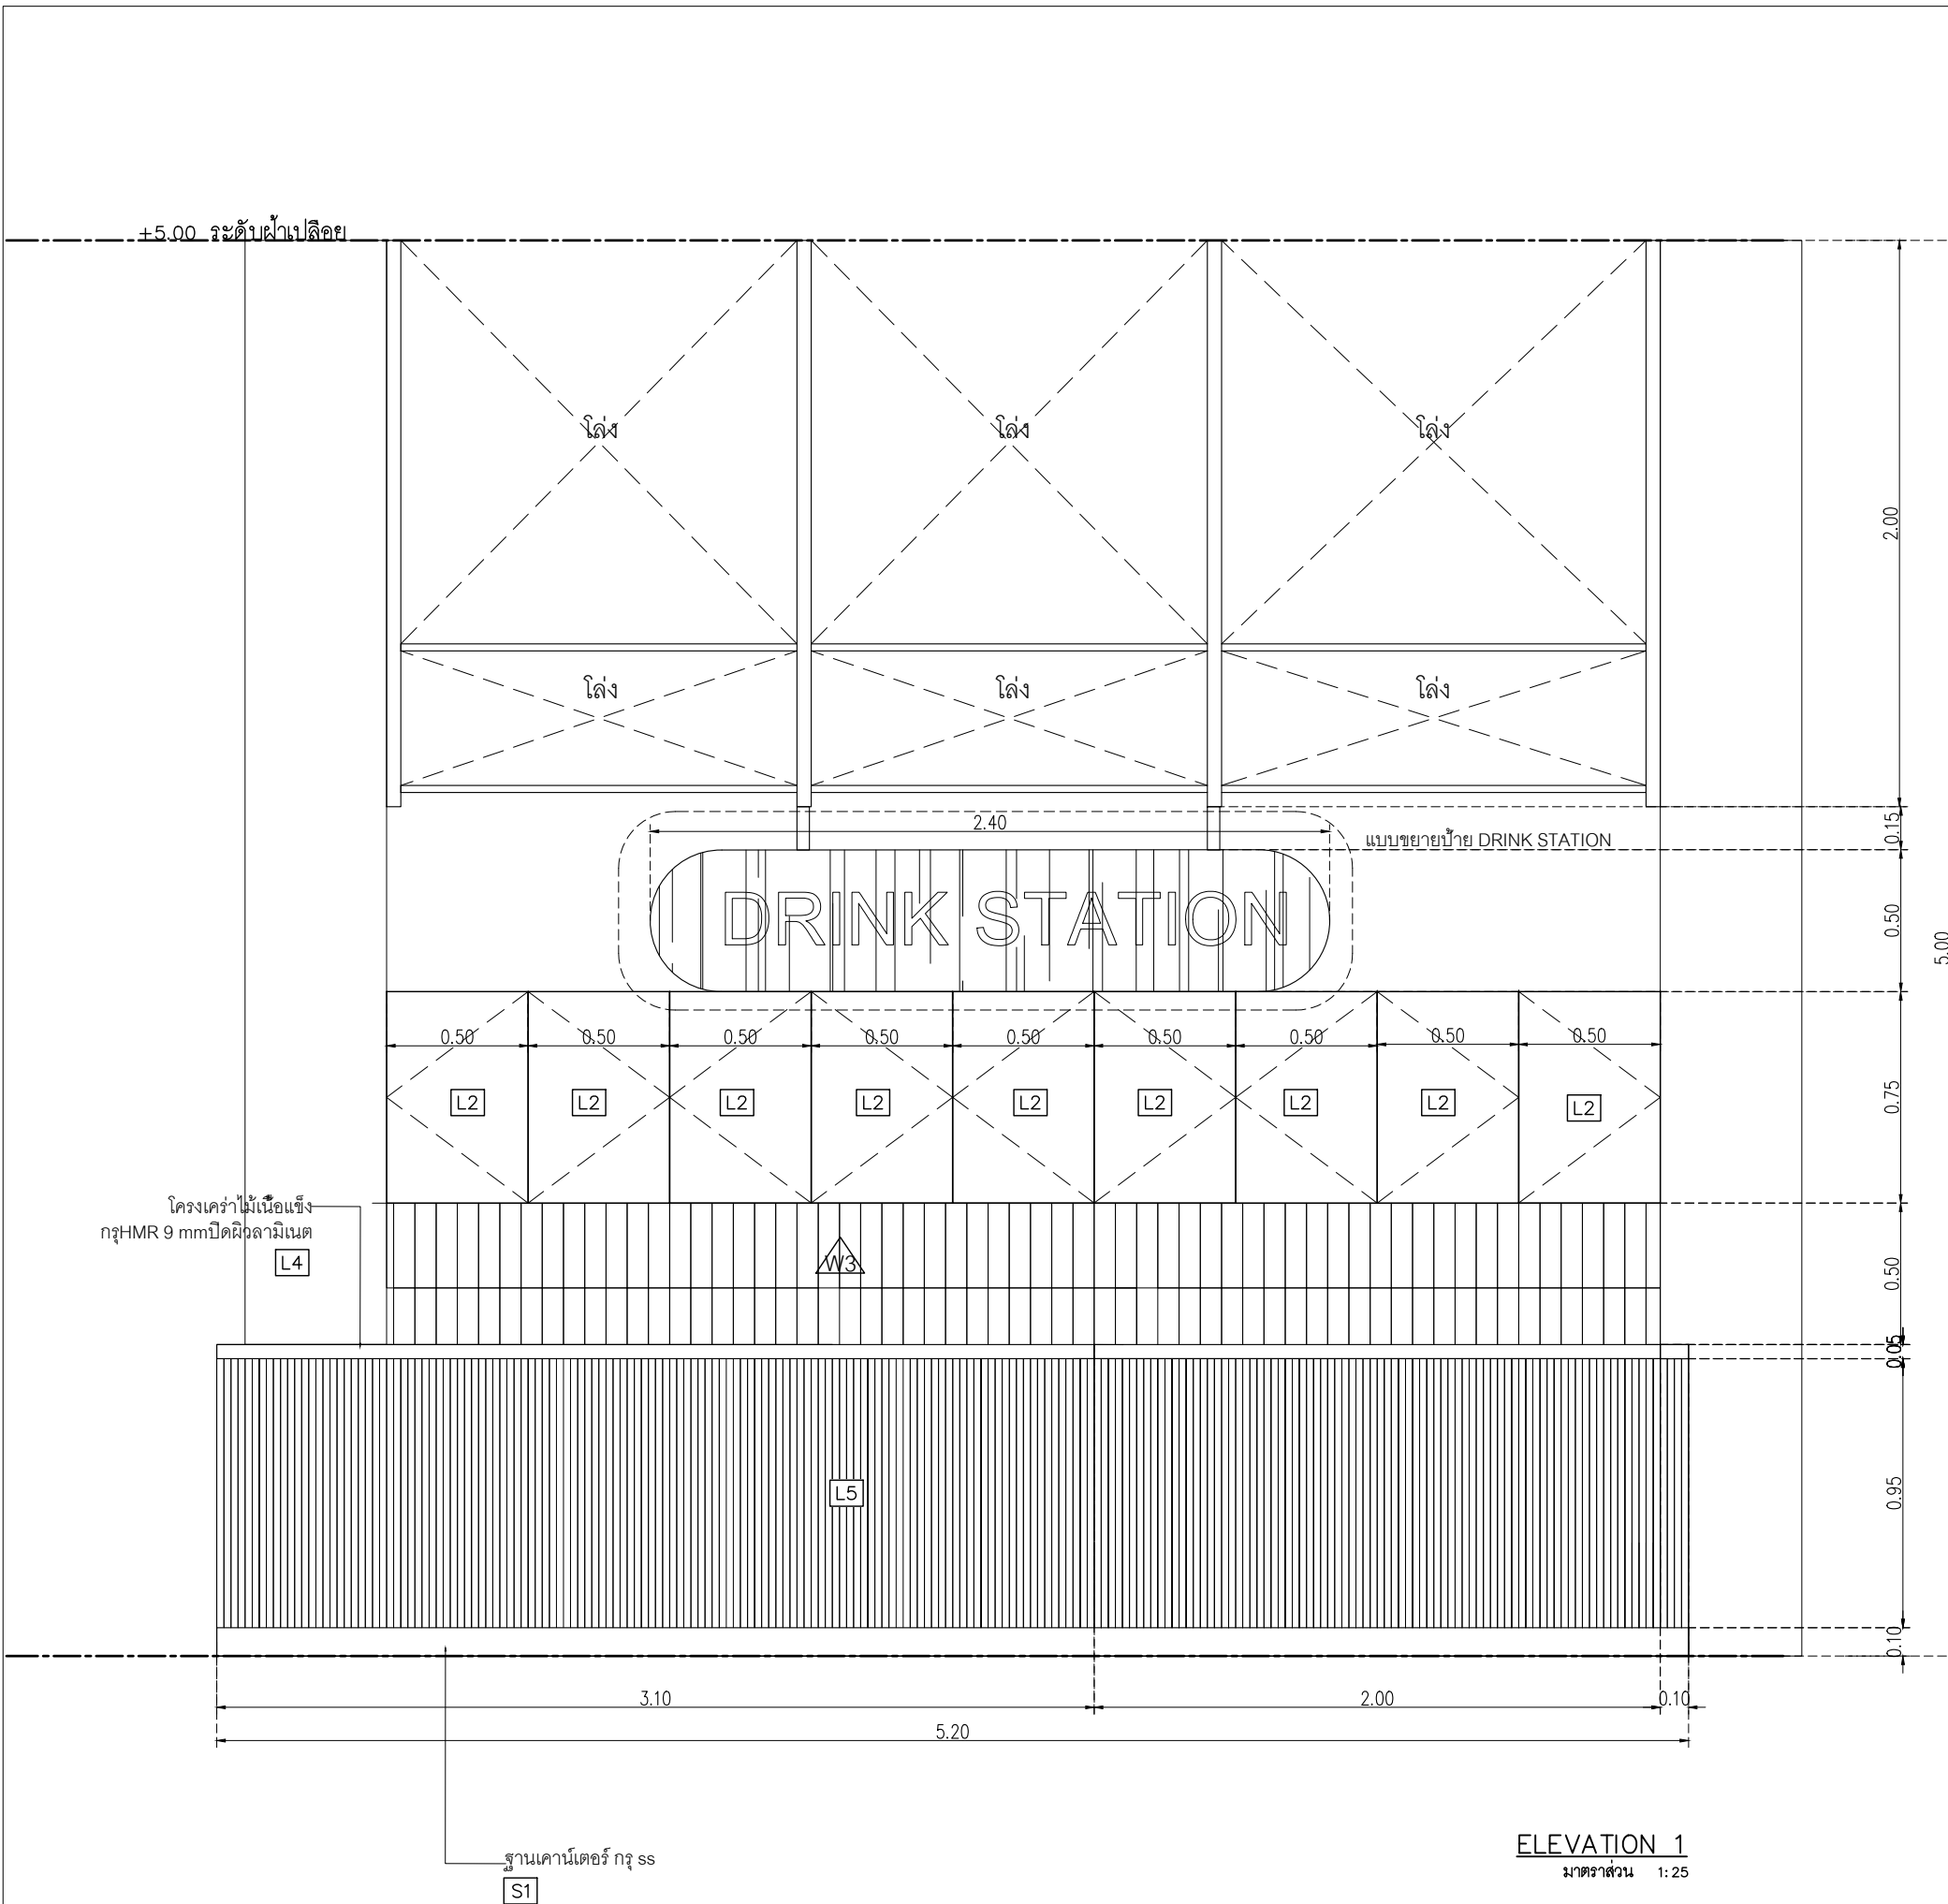 +5.00 ระดับฝ้าเปลือย
โล่ง โล่ง โล่ง
2.00
โล่ง โล่ง โล่ง
2.40
0.15
แบบขยายป้าย DRINK STATION
DRINK STATION
0.50
5.00
0.50 0.50 0.50 0.50 0.50 0.50 0.50 0.50 0.50
L2 L2 L2 L2 L2 L2 L2 L2 L2
0.75
โครงเคร่าไม้เนื้อแข็ง
กรุHMR 9 mmปิดผิวลามิเนต
L4
W3
0.50
0.05
L5
0.95
0.10
3.10 2.00 0.10
5.20
ฐานเคาน์เตอร์ กรุ ss
S1
ELEVATION 1
มาตราส่วน 1:25